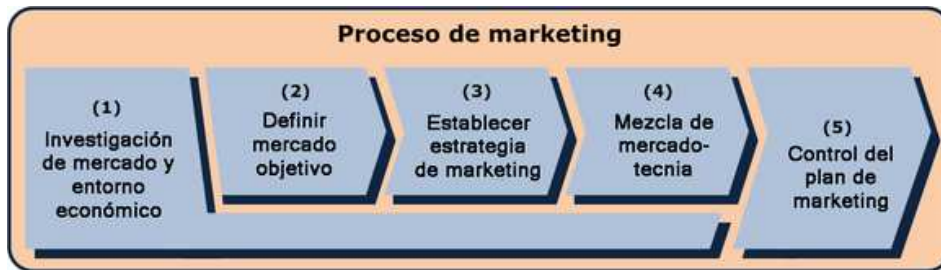 Proceso de marketing
(1)
Investigación
de mercado y
entorno
económico
(2)
Definir
mercado
objetivo
(3)
Establecer
estrategia
de marketing
(4)
Mezcla de
mercado-
tecnia
(5)
Control del
plan de
marketing